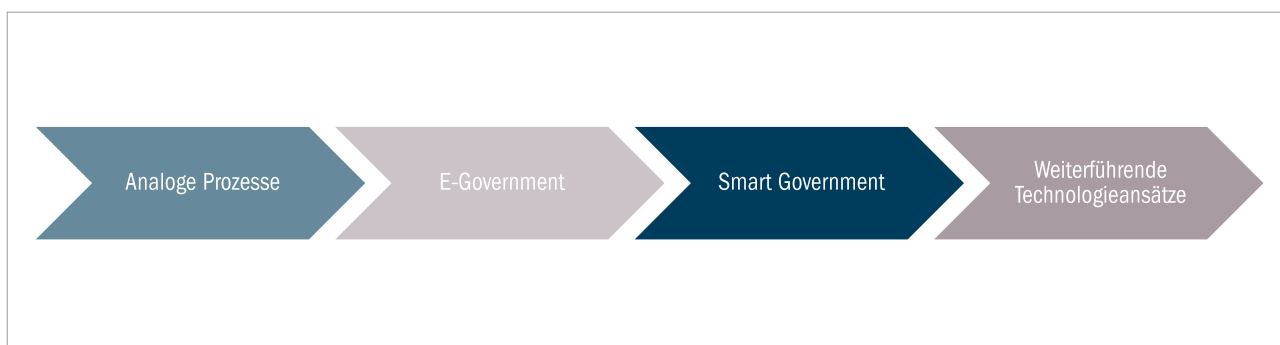 Analoge Prozesse
E-Government
Smart Government
Weiterführende
Technologieansätze